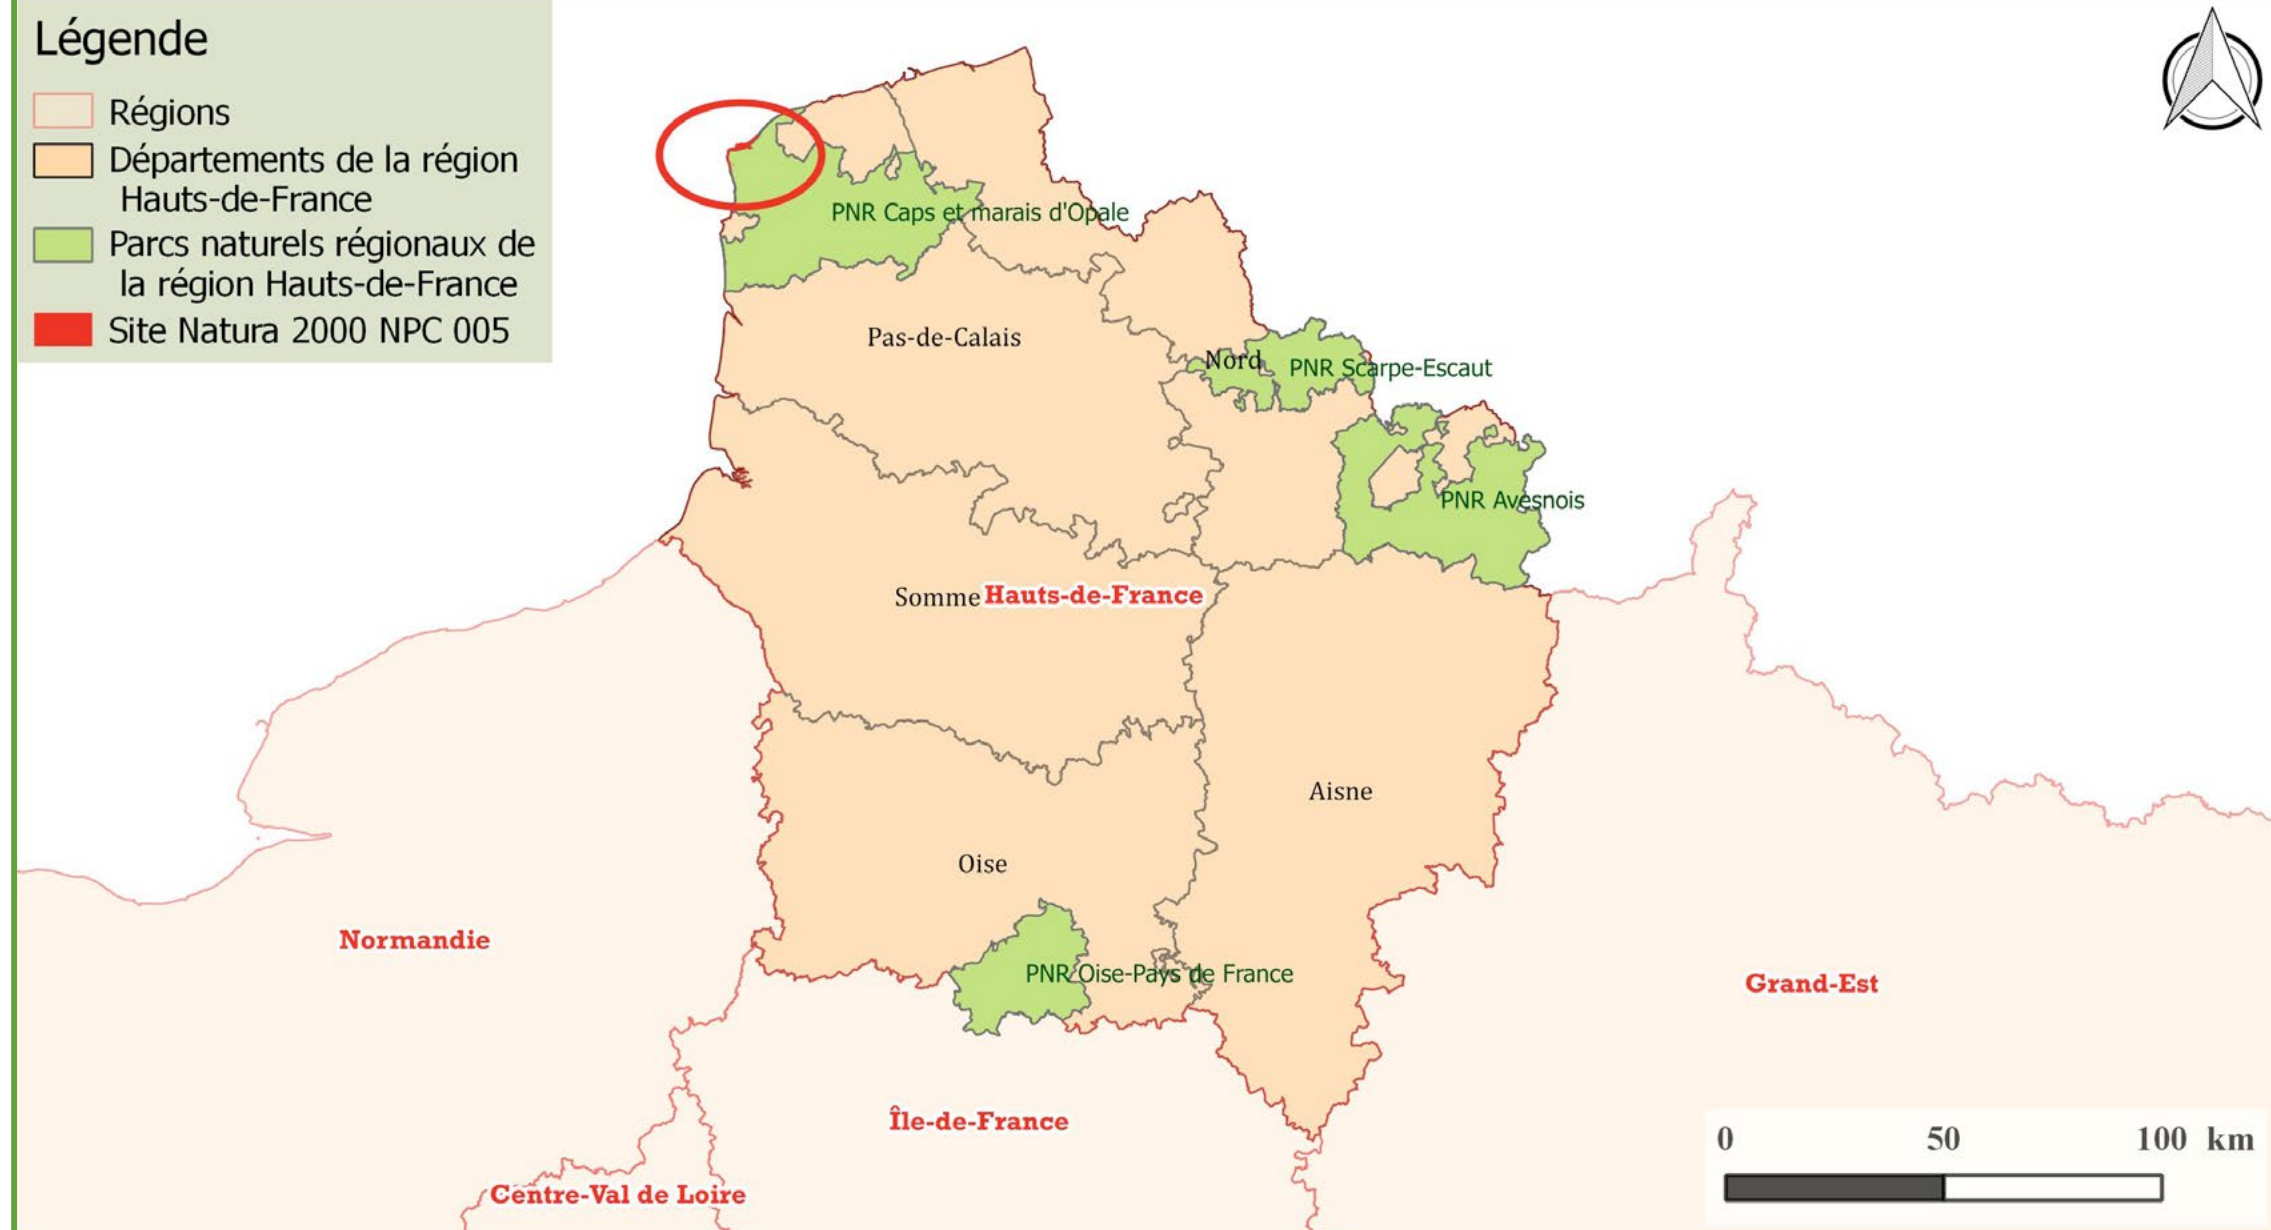 Légende
Régions
Départements de la région
Hauts-de-France
Parcs naturels régionaux de
la région Hauts-de-France
Site Natura 2000 NPC 005
PNR Caps et marais d'Opale
Pas-de-Calais
Nord
PNR Scarpe-Escaut
PNR Avesnois
Somme
Hauts-de-France
Aisne
Oise
Normandie
PNR Oise-Pays de France
Grand-Est
Île-de-France
Centre-Val de Loire
0 50 100 km